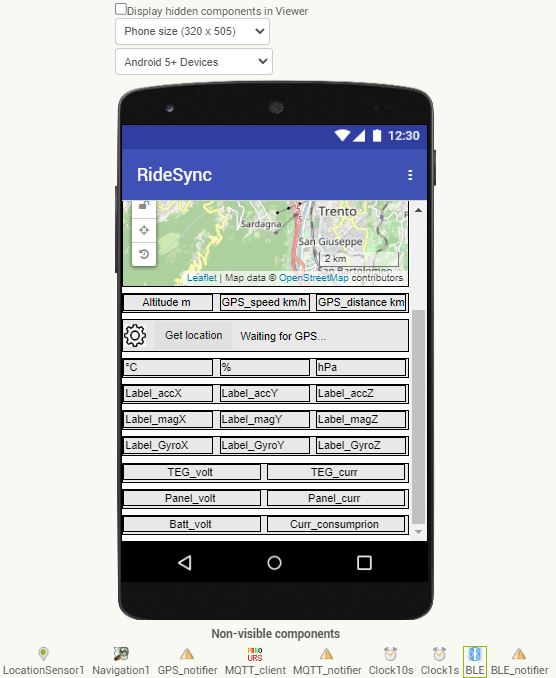 Display hidden components in Viewer
Phone size (320 x 505)
Android 5+ Devices
12:30
RideSync
Trento
Sardagna
San Giuseppe
2 km
San Bartolomeo
Leaflet | Map data © OpenStreetMap contributors
Altitude m GPS_speed km/h GPS_distance km
Get location Waiting for GPS...
°C % hPa
Label_accX Label_accY Label_accZ
Label_magX Label_magY Label_magZ
Label_GyroX Label_GyroY Label_GyroZ
TEG_volt TEG_curr
Panel_volt Panel_curr
Batt_volt Curr_consumprion
Non-visible components
LocationSensor1 Navigation1 GPS_notifier MQTT_client MQTT_notifier Clock10s Clock1s BLE BLE_notifier